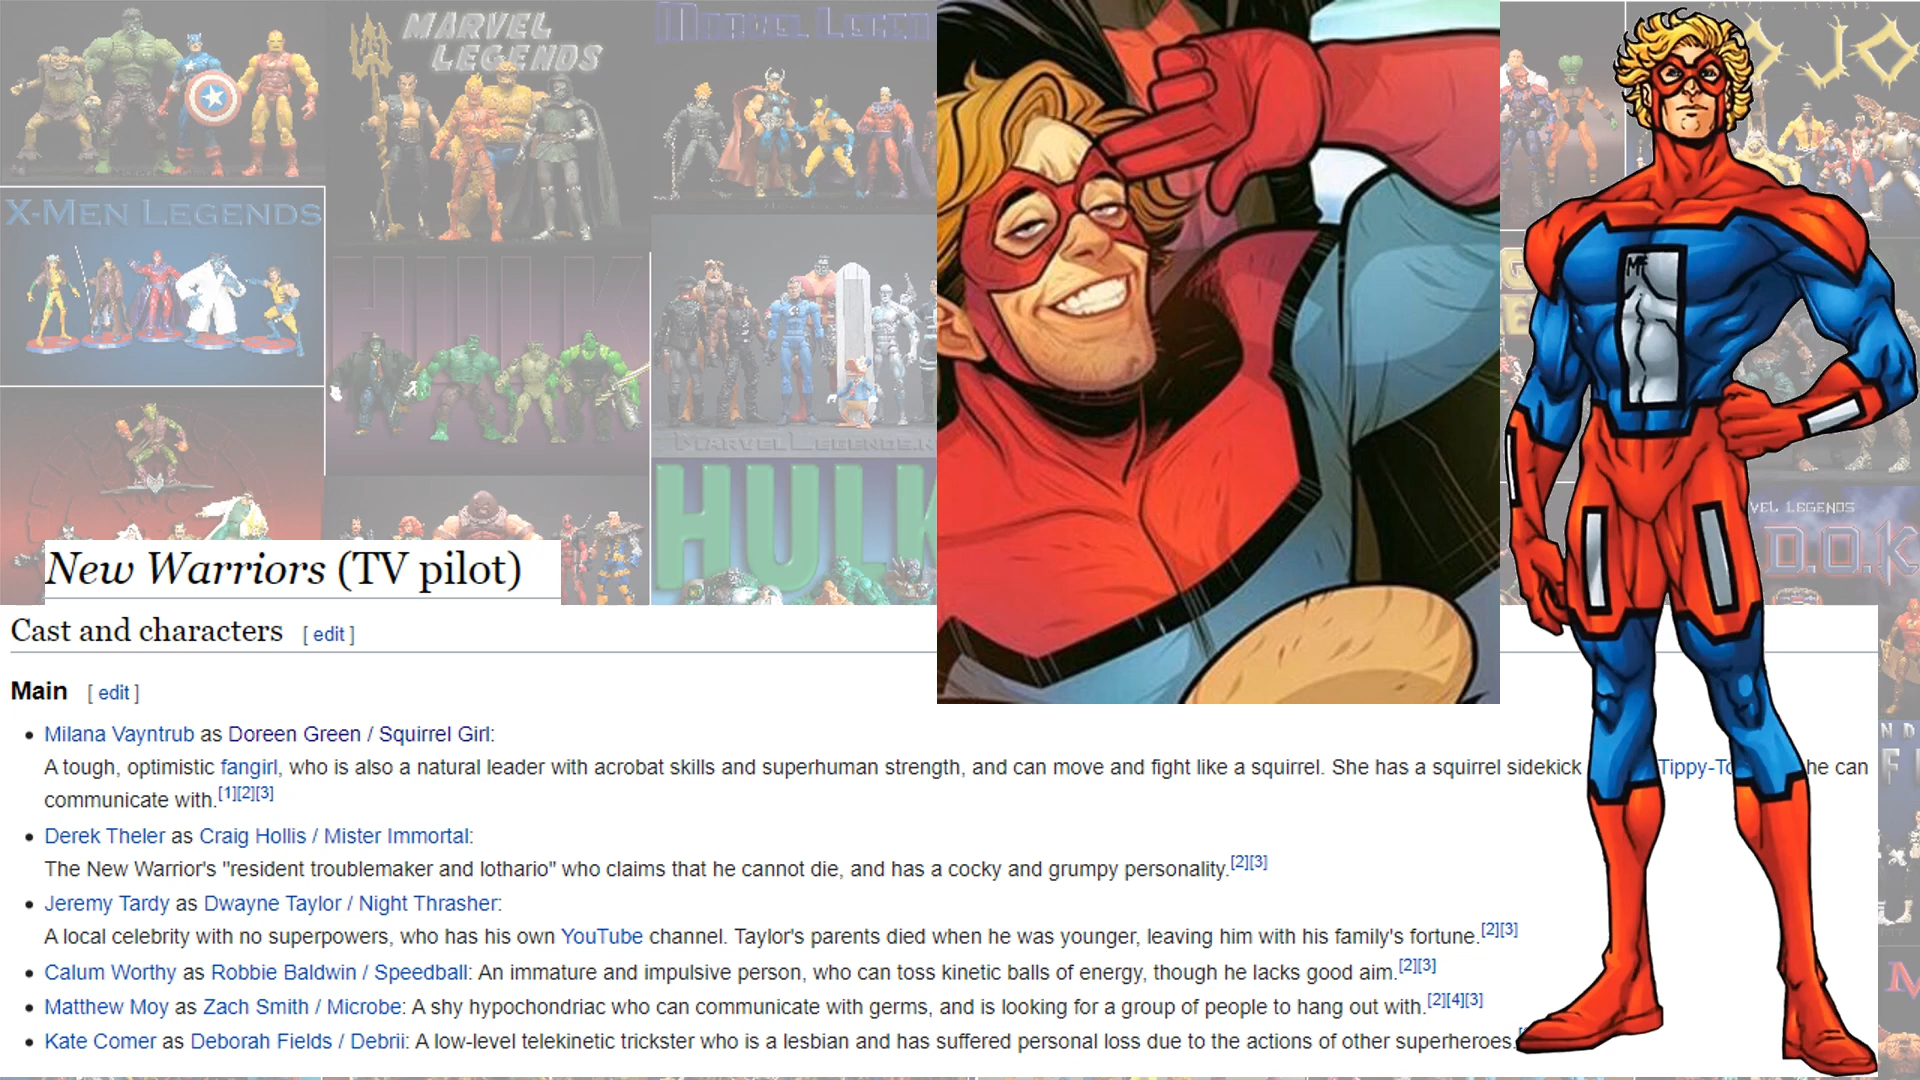 MARVEL
LEGENDS
Marvel Legen
X-MEN LEGENDS
HULK
MARVELLEGENDS.N
HULK
JO
VEL LEGENDS
D.O.K
MF
New Warriors (TV pilot)
Cast and characters [ edit ]
Main [ edit ]
• Milana Vayntrub as Doreen Green / Squirrel Girl:
A tough, optimistic fangirl, who is also a natural leader with acrobat skills and superhuman strength, and can move and fight like a squirrel. She has a squirrel sidekick Tippy-To he can
communicate with.[1][2][3]
• Derek Theler as Craig Hollis / Mister Immortal:
The New Warrior's "resident troublemaker and lothario" who claims that he cannot die, and has a cocky and grumpy personality.[2][3]
• Jeremy Tardy as Dwayne Taylor / Night Thrasher:
A local celebrity with no superpowers, who has his own YouTube channel. Taylor's parents died when he was younger, leaving him with his family's fortune.[2][3]
• Calum Worthy as Robbie Baldwin / Speedball: An immature and impulsive person, who can toss kinetic balls of energy, though he lacks good aim.[2][3]
• Matthew Moy as Zach Smith / Microbe: A shy hypochondriac who can communicate with germs, and is looking for a group of people to hang out with.[2][4][3]
• Kate Comer as Deborah Fields / Debrii: A low-level telekinetic trickster who is a lesbian and has suffered personal loss due to the actions of other superheroes.